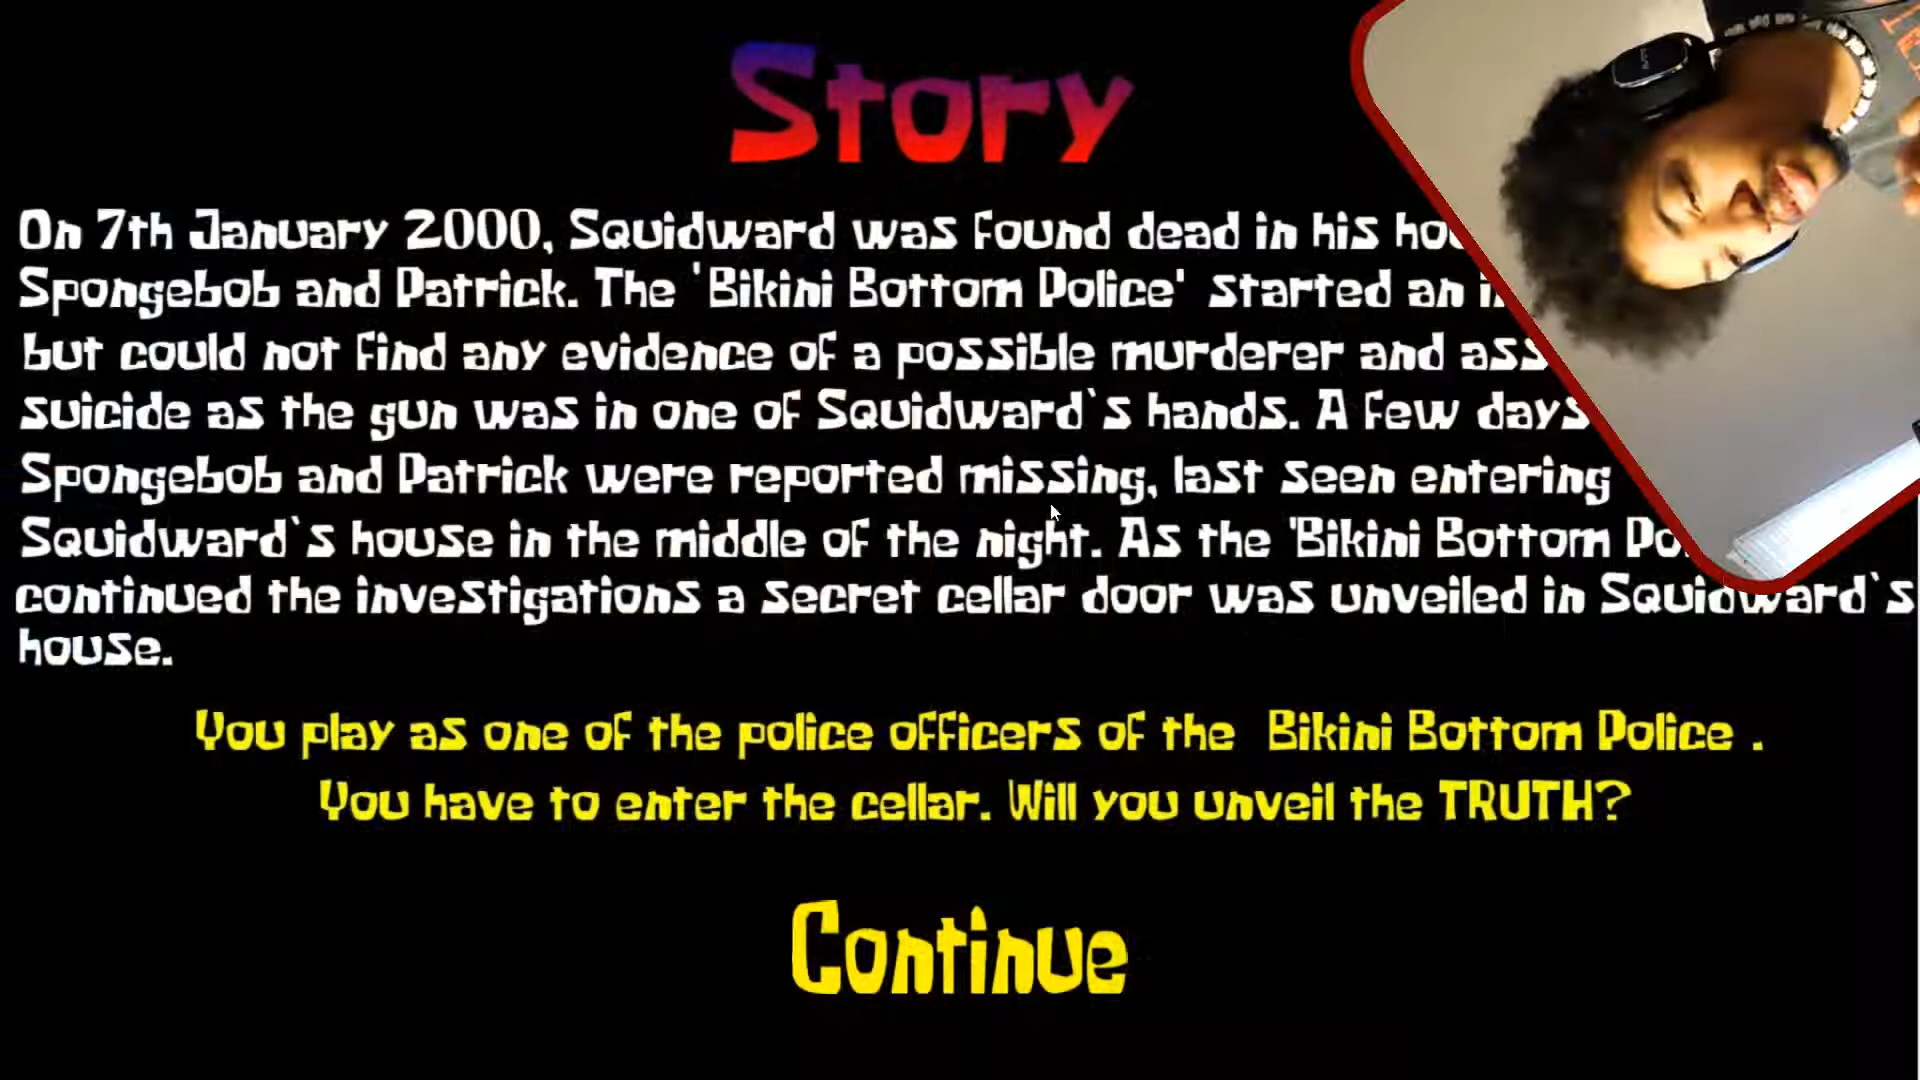 Story
On 7th January 2000, Squidward was found dead in his
Spongebob and Patrick. The 'Bikini Bottom Police' started an
but could not find any evidence of a possible murderer and
suicide as the gun was in one of Squidward`s hands. A few days
Spongebob and Patrick were reported missing, last seen entering
Squidward`s house in the middle of the night. As the 'Bikini Bottom
continued the investigations a secret cellar door was unveiled in Squidward`s
house.
You play as one of the police officers of the Bikini Bottom Police .
You have to enter the cellar. Will you unveil the TRUTH?
Continue